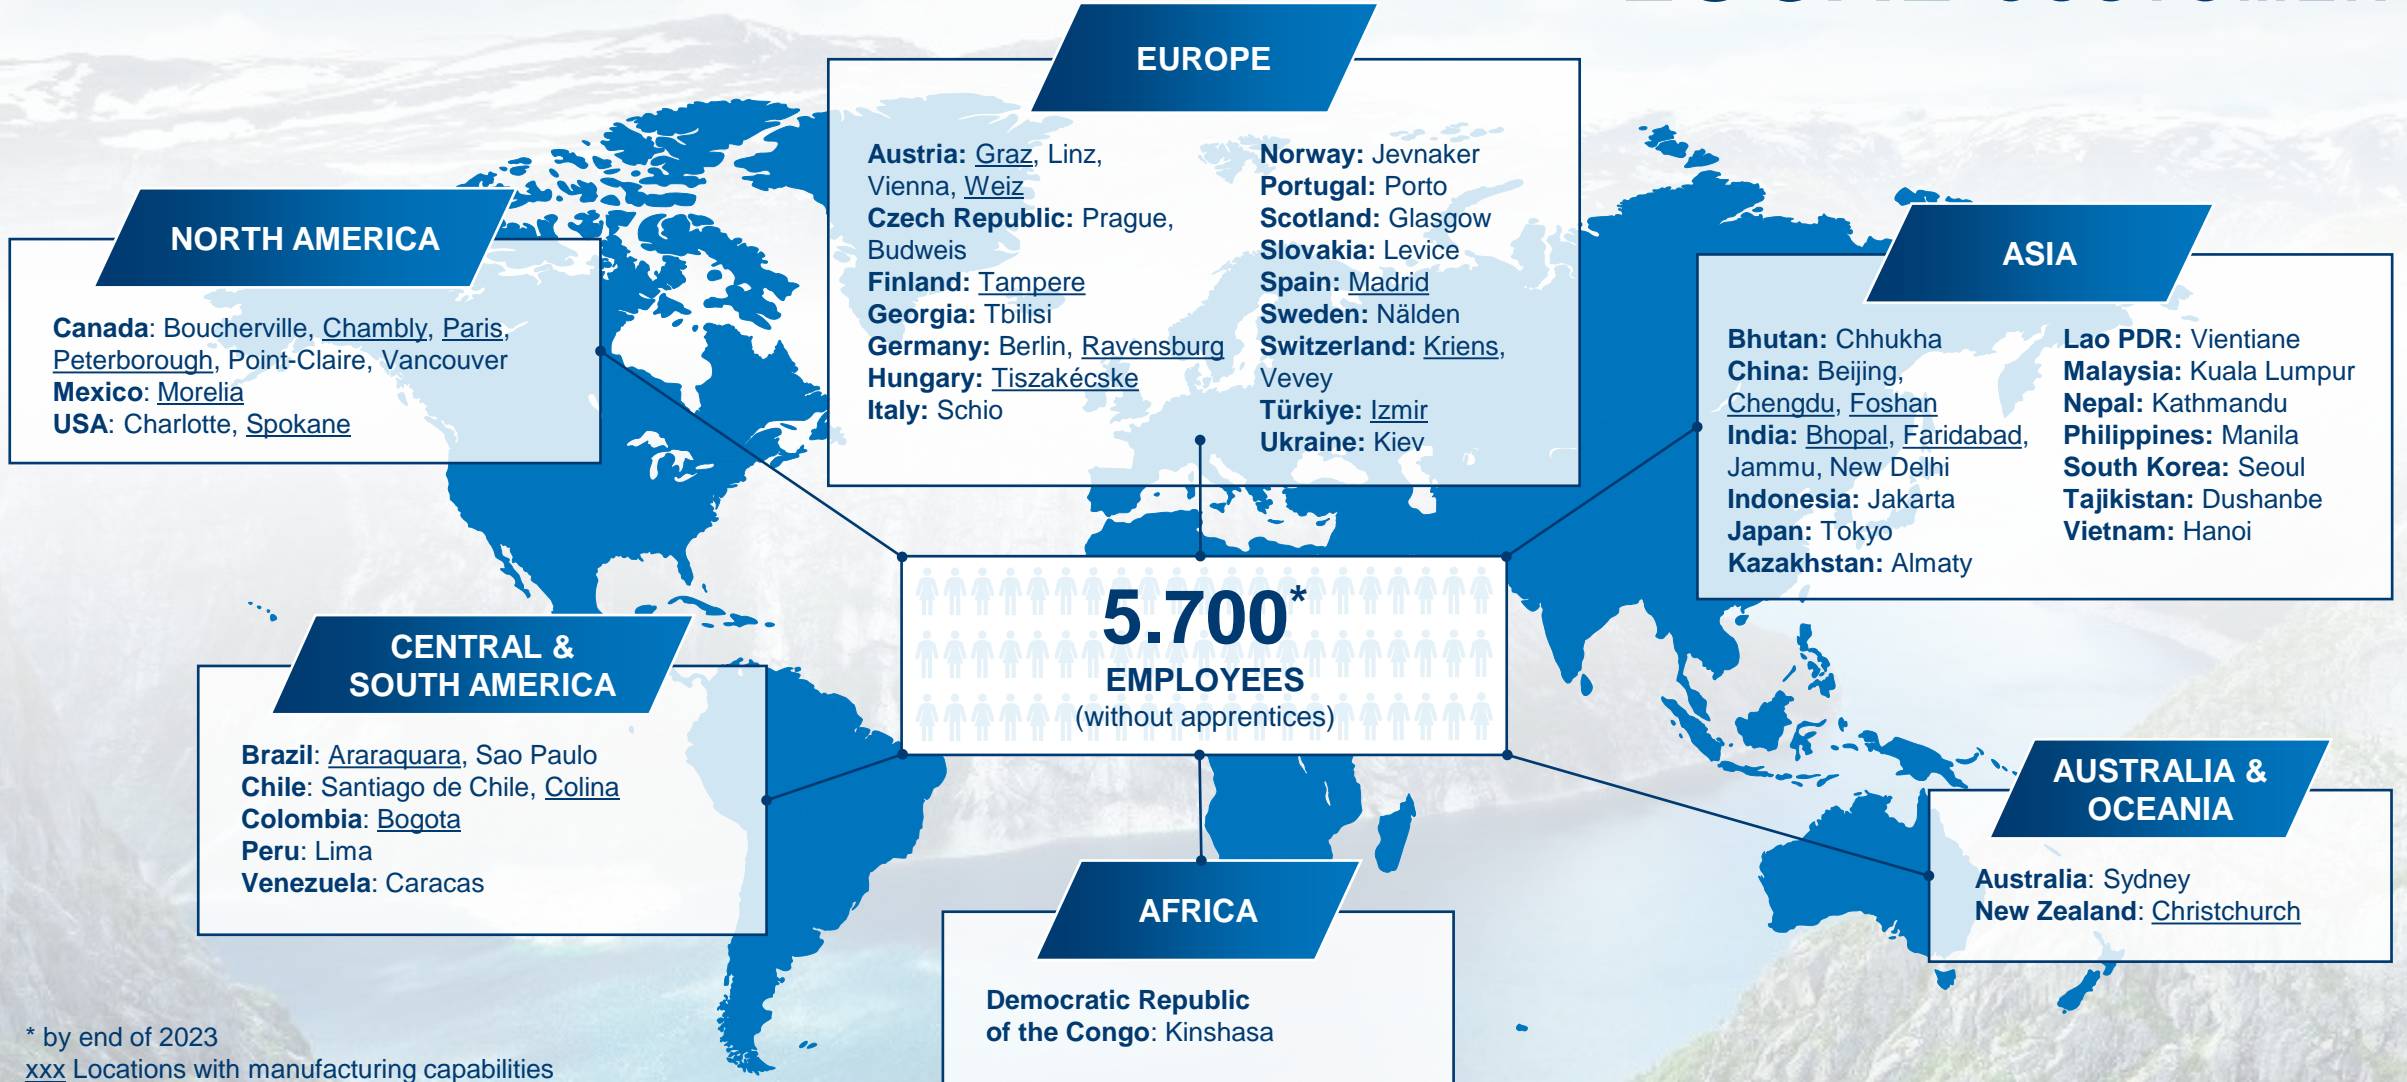 EUROPE
Austria: Graz, Linz,
Vienna, Weiz
Czech Republic: Prague,
Budweis
Finland: Tampere
Georgia: Tbilisi
Germany: Berlin, Ravensburg
Hungary: Tiszakécske
Italy: Schio
Norway: Jevnaker
Portugal: Porto
Scotland: Glasgow
Slovakia: Levice
Spain: Madrid
Sweden: Nälden
Switzerland: Kriens,
Vevey
Türkiye: Izmir
Ukraine: Kiev
NORTH AMERICA
Canada: Boucherville, Chambly, Paris,
Peterborough, Point-Claire, Vancouver
Mexico: Morelia
USA: Charlotte, Spokane
ASIA
Bhutan: Chhukha
China: Beijing,
Chengdu, Foshan
India: Bhopal, Faridabad,
Jammu, New Delhi
Indonesia: Jakarta
Japan: Tokyo
Kazakhstan: Almaty
Lao PDR: Vientiane
Malaysia: Kuala Lumpur
Nepal: Kathmandu
Philippines: Manila
South Korea: Seoul
Tajikistan: Dushanbe
Vietnam: Hanoi
5.700*
EMPLOYEES
(without apprentices)
CENTRAL &
SOUTH AMERICA
Brazil: Araraquara, Sao Paulo
Chile: Santiago de Chile, Colina
Colombia: Bogota
Peru: Lima
Venezuela: Caracas
AUSTRALIA &
OCEANIA
Australia: Sydney
New Zealand: Christchurch
AFRICA
Democratic Republic
of the Congo: Kinshasa
* by end of 2023
xxx Locations with manufacturing capabilities